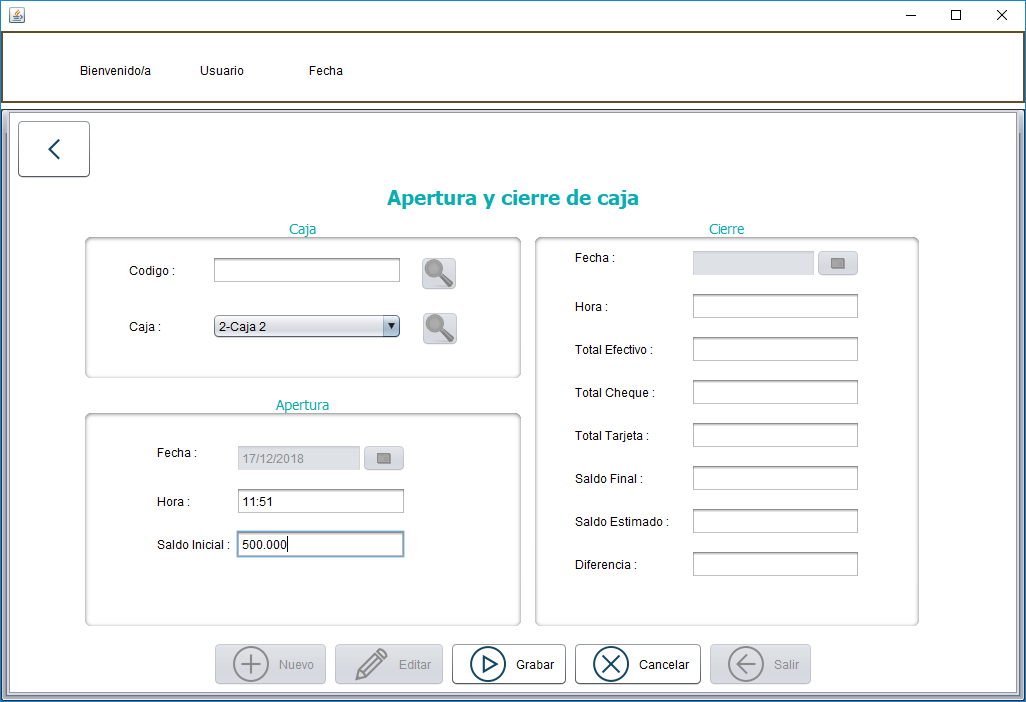 Bienvenido/a Usuario Fecha
Apertura y cierre de caja
Caja
Codigo :
Caja : 2-Caja 2
Apertura
Fecha : 17/12/2018
Hora : 11:51
Saldo Inicial : 500.000
Cierre
Fecha :
Hora :
Total Efectivo :
Total Cheque :
Total Tarjeta :
Saldo Final :
Saldo Estimado :
Diferencia :
Nuevo Editar Grabar Cancelar Salir